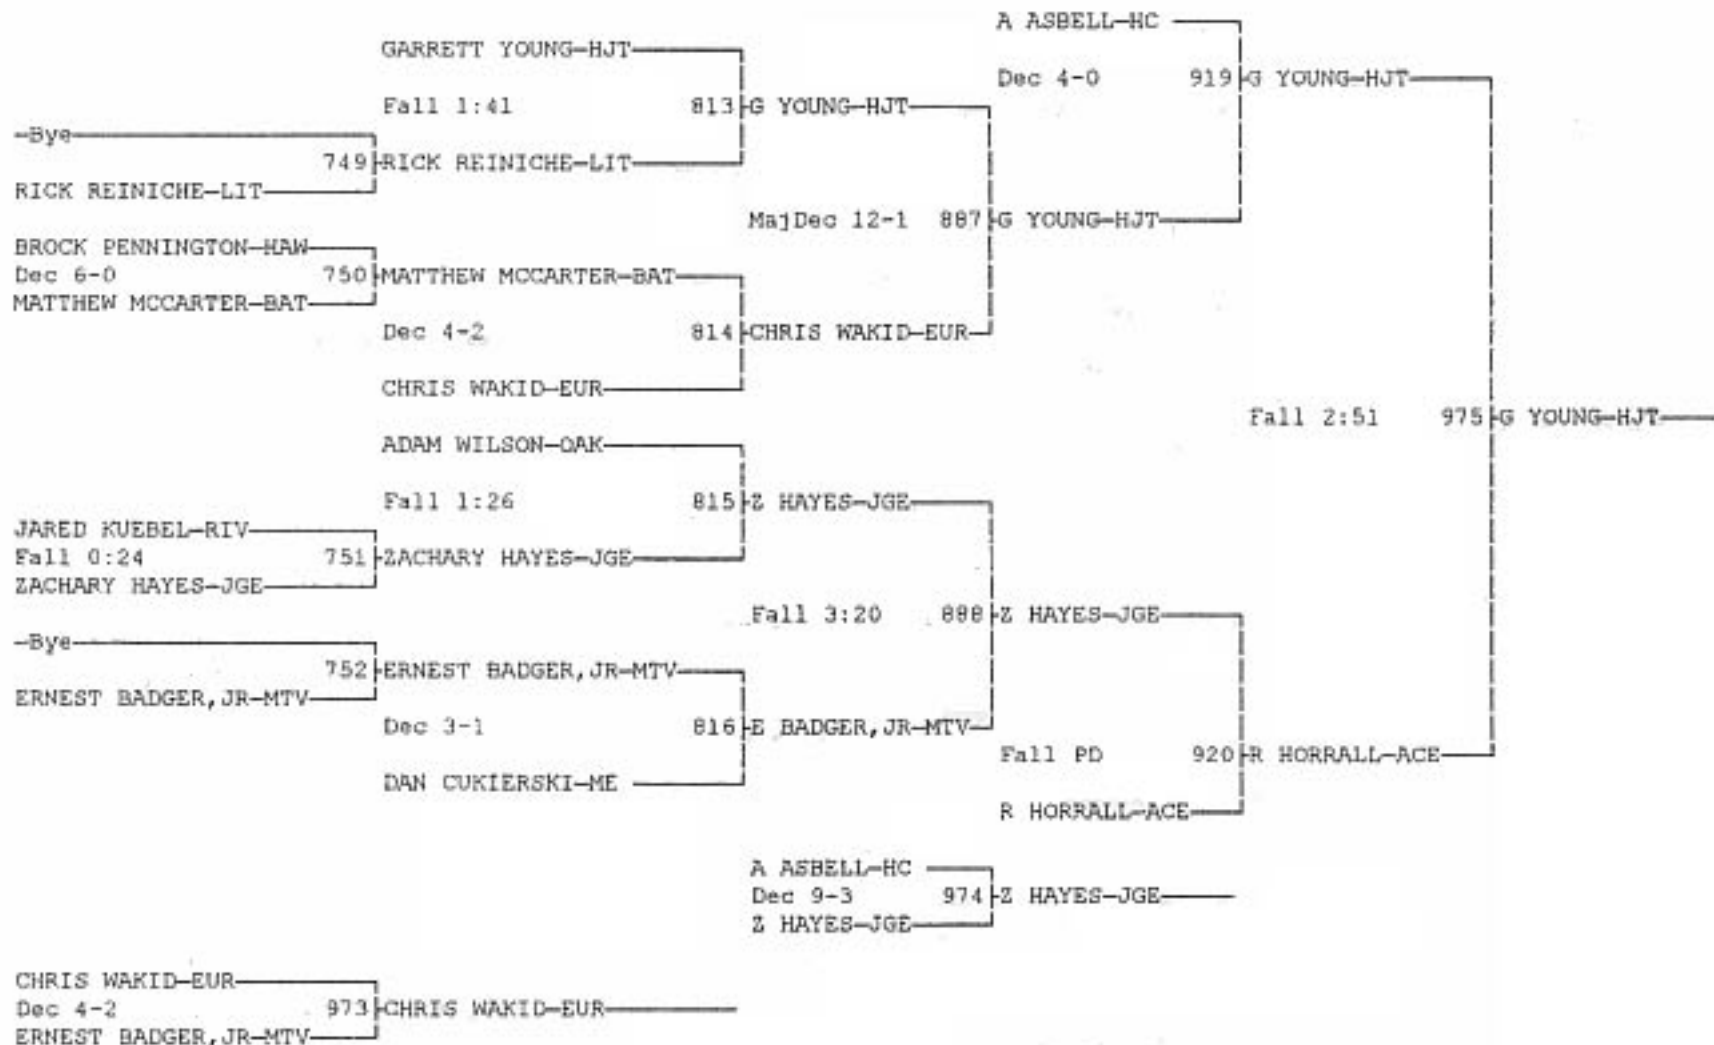 A ASBELL-HC
GARRETT YOUNG-HJT
Dec 4-0 919 G YOUNG-HJT
Fall 1:41 813 G YOUNG-HJT
-Bye
749 RICK REINICHE-LIT
RICK REINICHE-LIT
MajDec 12-1 887 G YOUNG-HJT
BROCK PENNINGTON-HAW
Dec 6-0 750 MATTHEW MCCARTER-BAT
MATTHEW MCCARTER-BAT
Dec 4-2 814 CHRIS WAKID-EUR
CHRIS WAKID-EUR
Fall 2:51 975 G YOUNG-HJT
ADAM WILSON-OAK
Fall 1:26 815 Z HAYES-JGE
JARED KUEBEL-RIV
Fall 0:24 751 ZACHARY HAYES-JGE
ZACHARY HAYES-JGE
Fall 3:20 888 Z HAYES-JGE
-Bye
752 ERNEST BADGER,JR-MTV
ERNEST BADGER,JR-MTV
Dec 3-1 816 E BADGER,JR-MTV
Fall PD 920 R HORRALL-ACE
DAN CUKIERSKI-ME
R HORRALL-ACE
A ASBELL-HC
Dec 9-3 974 Z HAYES-JGE
Z HAYES-JGE
CHRIS WAKID-EUR
Dec 4-2 973 CHRIS WAKID-EUR
ERNEST BADGER,JR-MTV